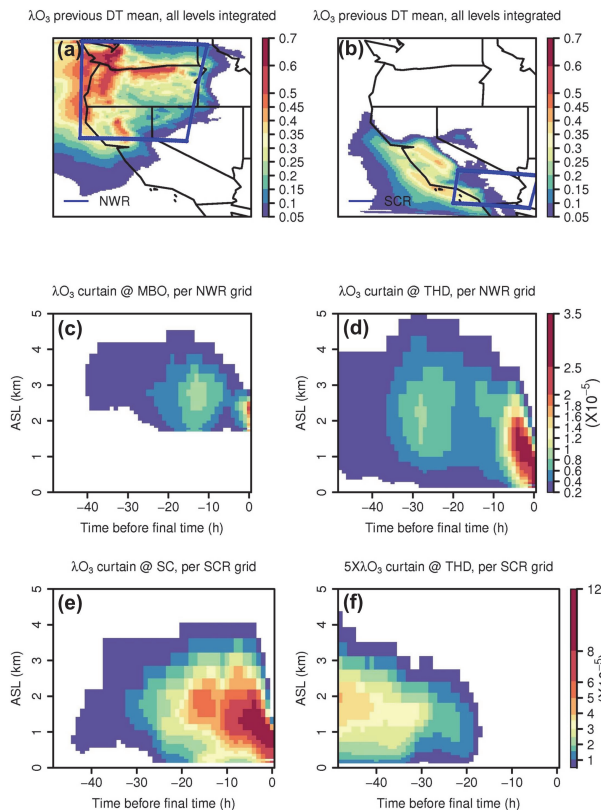 λO₃ previous DT mean, all levels integrated
(a)
0.7
0.6
0.5
0.45
0.4
0.35
0.3
0.25
0.2
0.15
0.1
0.05
NWR
λO₃ previous DT mean, all levels integrated
(b)
0.7
0.6
0.5
0.45
0.4
0.35
0.3
0.25
0.2
0.15
0.1
0.05
SCR
λO₃ curtain @ MBO, per NWR grid
(c)
ASL (km)
5
4
3
2
1
0
−40 −30 −20 −10 0
Time before final time (h)
λO₃ curtain @ THD, per NWR grid
(d)
ASL (km)
5
4
3
2
1
0
−40 −30 −20 −10 0
Time before final time (h)
3.5
2.5
2
1.8
1.6
1.4
1.2
1
0.8
0.6
0.4
0.2
(X10⁻⁵)
λO₃ curtain @ SC, per SCR grid
(e)
ASL (km)
5
4
3
2
1
0
−40 −30 −20 −10 0
Time before final time (h)
5XλO₃ curtain @ THD, per SCR grid
(f)
ASL (km)
5
4
3
2
1
0
−40 −30 −20 −10 0
Time before final time (h)
12
8
6
5
4
3
2
1